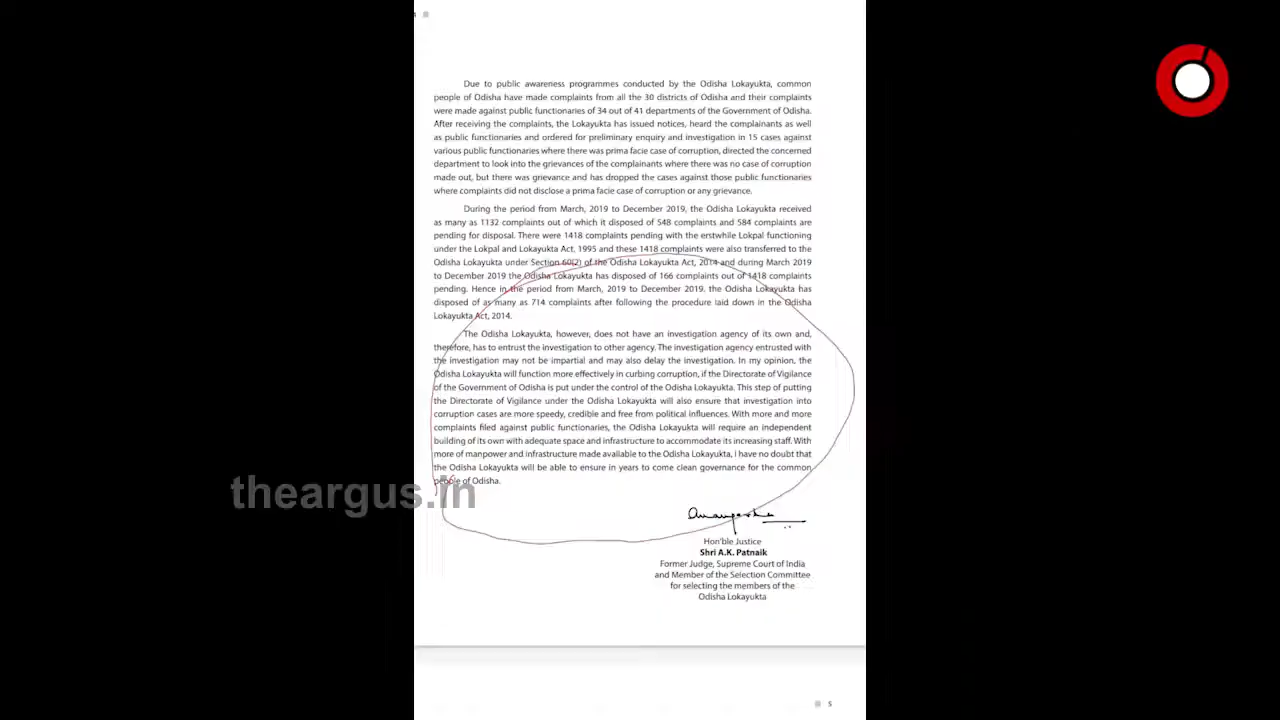 Due to public awareness programmes conducted by the Odisha Lokayukta, common
people of Odisha have made complaints from all the 30 districts of Odisha and their complaints
were made against public functionaries of 34 out of 41 departments of the Government of Odisha.
After receiving the complaints, the Lokayukta has issued notices, heard the complainants as well
as public functionaries and ordered for preliminary enquiry and investigation in 15 cases against
various public functionaries where there was prima facie case of corruption, directed the concerned
department to look into the grievances of the complainants where there was no case of corruption
made out, but there was grievance and has dropped the cases against those public functionaries
where complaints did not disclose a prima facie case of corruption or any grievance.
During the period from March, 2019 to December 2019, the Odisha Lokayukta received
as many as 1132 complaints out of which it disposed of 548 complaints and 584 complaints are
pending for disposal. There were 1418 complaints pending with the erstwhile Lokpal functioning
under the Lokpal and Lokayukta Act, 1995 and these 1418 complaints were also transferred to the
Odisha Lokayukta under Section 60(2) of the Odisha Lokayukta Act, 2014 and during March 2019
to December 2019 the Odisha Lokayukta has disposed of 166 complaints out of 1418 complaints
pending. Hence in the period from March, 2019 to December 2019, the Odisha Lokayukta has
disposed of as many as 714 complaints after following the procedure laid down in the Odisha
Lokayukta Act, 2014.
The Odisha Lokayukta, however, does not have an investigation agency of its own and,
therefore, has to entrust the investigation to other agency. The investigation agency entrusted with
the investigation may not be impartial and may also delay the investigation. In my opinion, the
Odisha Lokayukta will function more effectively in curbing corruption, if the Directorate of Vigilance
of the Government of Odisha is put under the control of the Odisha Lokayukta. This step of putting
the Directorate of Vigilance under the Odisha Lokayukta will also ensure that investigation into
corruption cases are more speedy, credible and free from political influences. With more and more
complaints filed against public functionaries, the Odisha Lokayukta will require an independent
building of its own with adequate space and infrastructure to accommodate its increasing staff. With
more of manpower and infrastructure made available to the Odisha Lokayukta, i have no doubt that
the Odisha Lokayukta will be able to ensure in years to come clean governance for the common
people of Odisha.
theargus.in
Hon'ble Justice
Shri A.K. Patnaik
Former Judge, Supreme Court of India
and Member of the Selection Committee
for selecting the members of the
Odisha Lokayukta
5